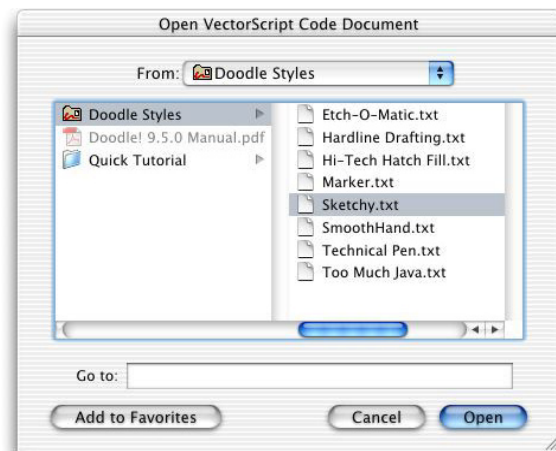 Open VectorScript Code Document
From: Doodle Styles
Doodle Styles
Doodle! 9.5.0 Manual.pdf
Quick Tutorial
Etch-O-Matic.txt
Hardline Drafting.txt
Hi-Tech Hatch Fill.txt
Marker.txt
Sketchy.txt
SmoothHand.txt
Technical Pen.txt
Too Much Java.txt
Go to:
Add to Favorites
Cancel
Open